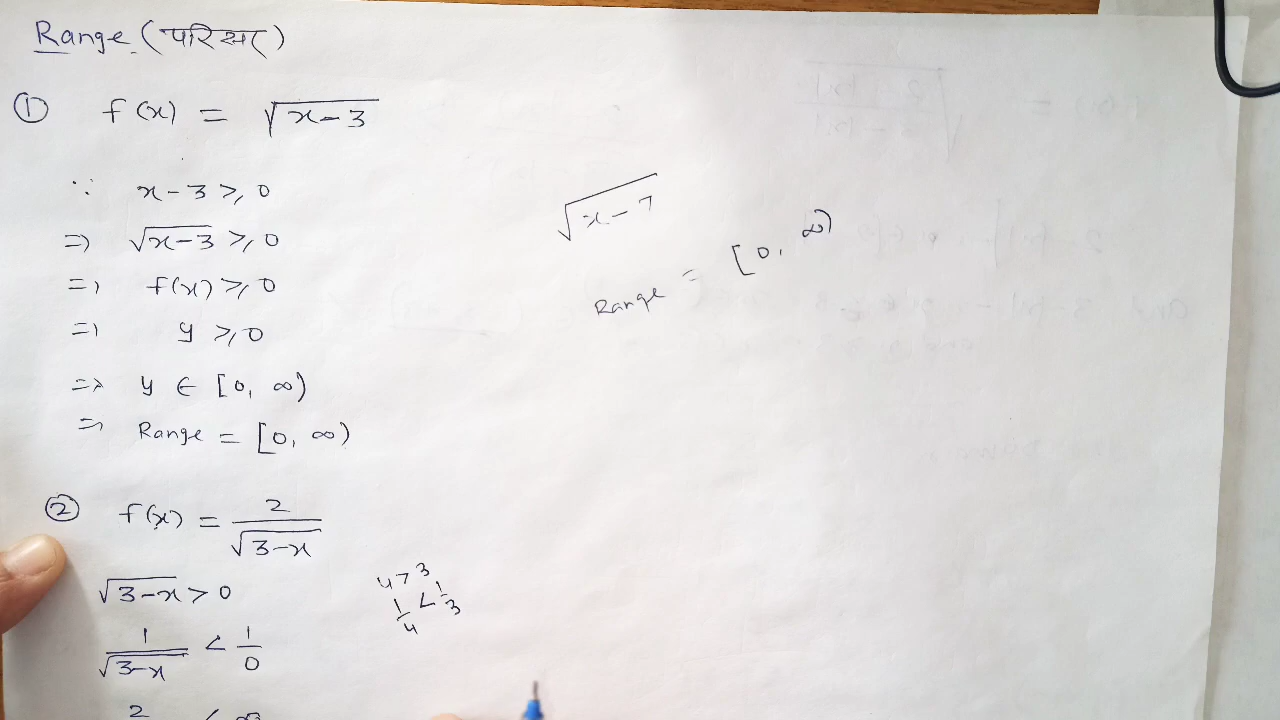 Range (परिसर)
① f(x) = √(x-3)
∵ x-3 ≥ 0
⇒ √(x-3) ≥ 0
⇒ f(x) ≥ 0
⇒ y ≥ 0
⇒ y ∈ [0, ∞)
⇒ Range = [0, ∞)
√(x-7)
Range = [0, ∞)
② f(x) = 2/√(3-x)
√(3-x) > 0
1/√(3-x) < 1/0
2 < ∞
4 > 3
1/4 < 1/3